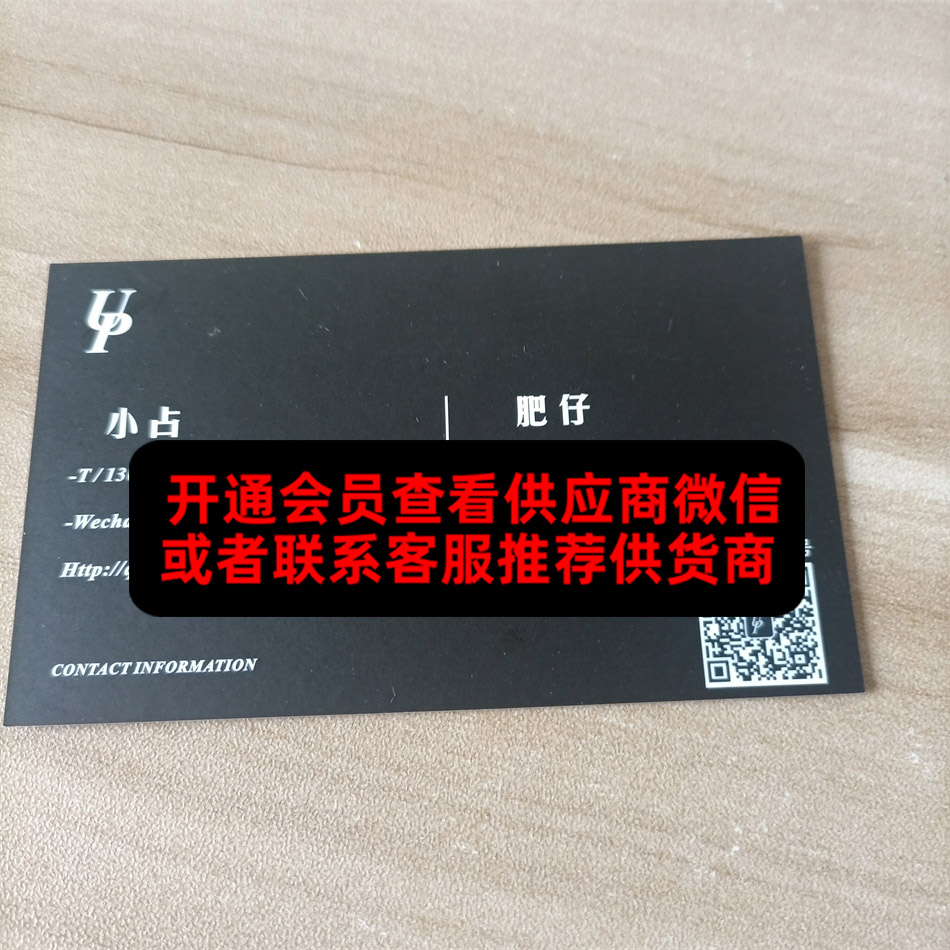 UP
小占
肥仔
-T / 13
-Wecha
Http://
开通会员查看供应商微信
或者联系客服推荐供货商
CONTACT INFORMATION